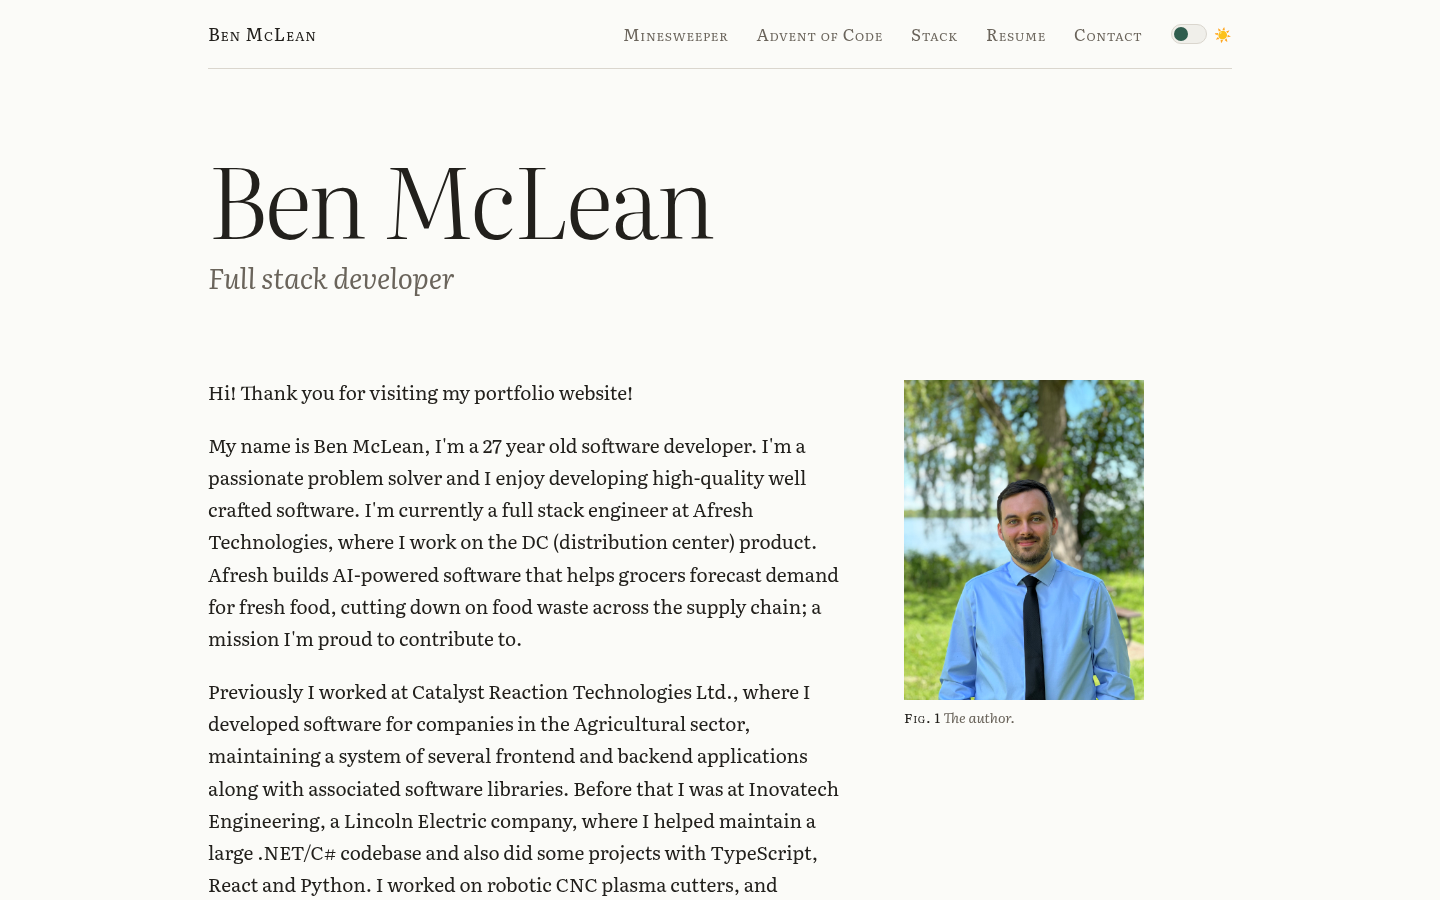 Ben McLean
Minesweeper Advent of Code Stack Resume Contact
Ben McLean
Full stack developer
Hi! Thank you for visiting my portfolio website!
My name is Ben McLean, I'm a 27 year old software developer. I'm a
passionate problem solver and I enjoy developing high-quality well
crafted software. I'm currently a full stack engineer at Afresh
Technologies, where I work on the DC (distribution center) product.
Afresh builds AI-powered software that helps grocers forecast demand
for fresh food, cutting down on food waste across the supply chain; a
mission I'm proud to contribute to.
Previously I worked at Catalyst Reaction Technologies Ltd., where I
developed software for companies in the Agricultural sector,
maintaining a system of several frontend and backend applications
along with associated software libraries. Before that I was at Inovatech
Engineering, a Lincoln Electric company, where I helped maintain a
large .NET/C# codebase and also did some projects with TypeScript,
React and Python. I worked on robotic CNC plasma cutters, and
Fig. 1 The author.